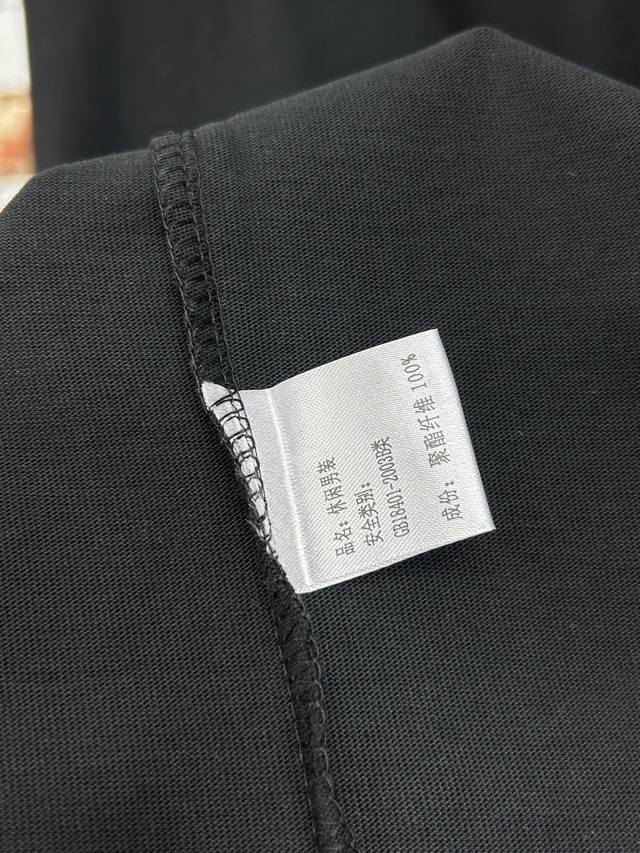 品名：休闲男装
安全类别：
GB18401-2003B类
成份： 聚酯纤维 100%